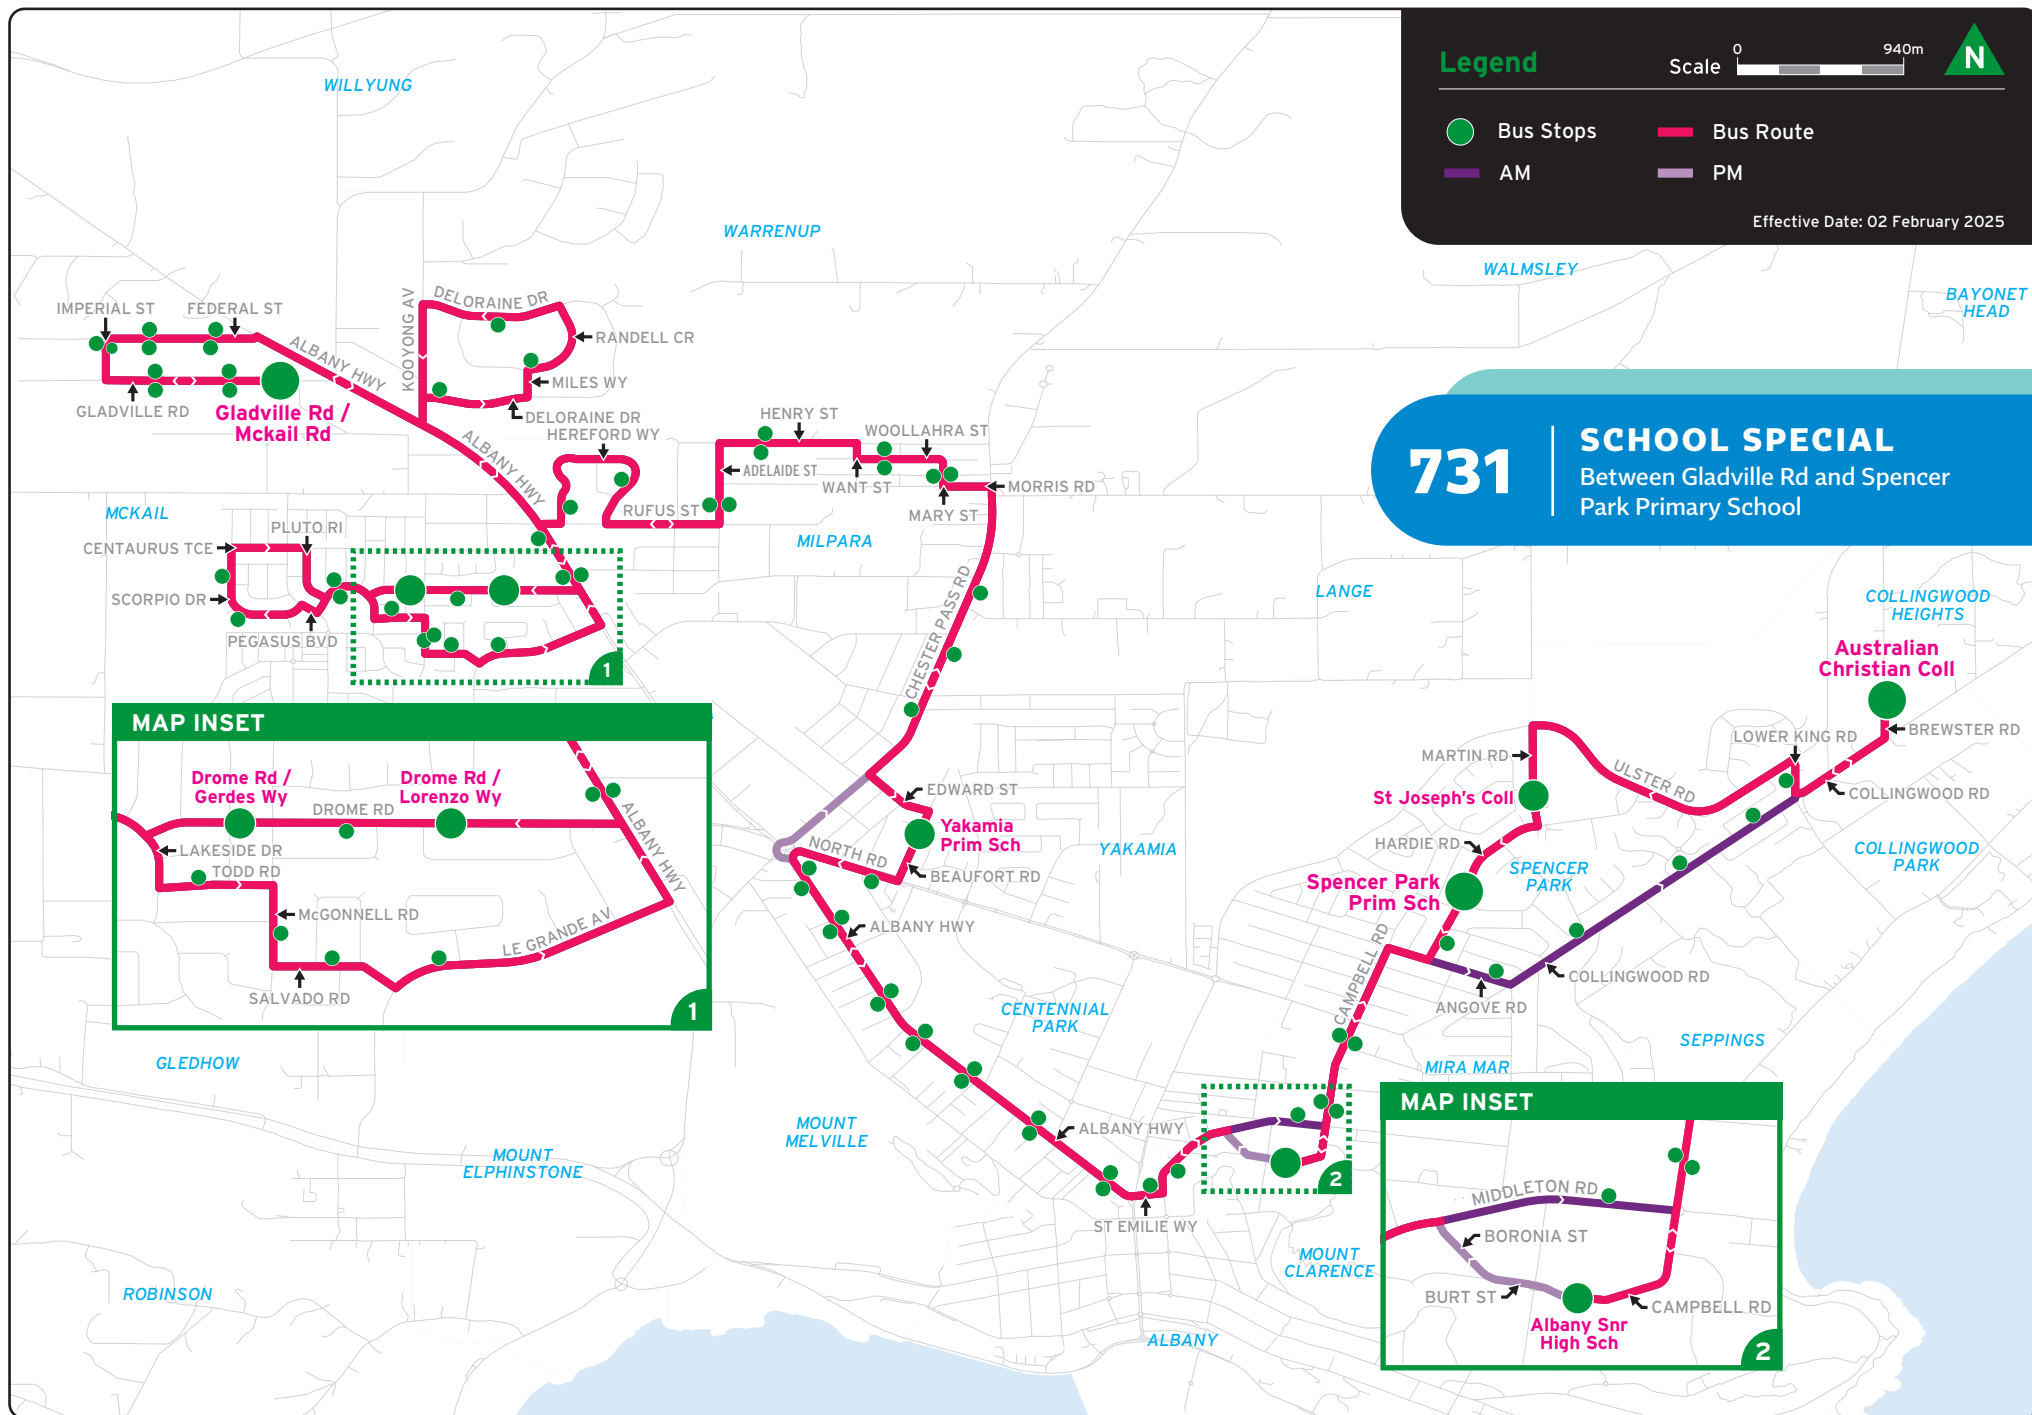 Legend
Scale
0
940m
N
Bus Stops
Bus Route
AM
PM
Effective Date: 02 February 2025
731
SCHOOL SPECIAL
Between Gladville Rd and Spencer
Park Primary School
WILLYUNG
WARRENUP
WALMSLEY
BAYONET
HEAD
IMPERIAL ST
FEDERAL ST
ALBANY HWY
KOOYONG AV
DELORAINE DR
RANDELL CR
MILES WY
DELORAINE DR
GLADVILLE RD
Gladville Rd /
Mckail Rd
HEREFORD WY
ALBANY HWY
HENRY ST
WOOLLAHRA ST
ADELAIDE ST
WANT ST
MORRIS RD
MARY ST
RUFUS ST
MCKAIL
PLUTO RI
CENTAURUS TCE
SCORPIO DR
PEGASUS BVD
1
MILPARA
LANGE
CHESTER PASS RD
COLLINGWOOD
HEIGHTS
Australian
Christian Coll
BREWSTER RD
LOWER KING RD
COLLINGWOOD RD
MARTIN RD
ULSTER RD
St Joseph's Coll
HARDIE RD
SPENCER
PARK
COLLINGWOOD
PARK
Spencer Park
Prim Sch
COLLINGWOOD RD
ANGOVE RD
CAMPBELL RD
SEPPINGS
MIRA MAR
EDWARD ST
Yakamia
Prim Sch
YAKAMIA
NORTH RD
BEAUFORT RD
ALBANY HWY
CENTENNIAL
PARK
MAP INSET
Drome Rd /
Gerdes Wy
Drome Rd /
Lorenzo Wy
DROME RD
ALBANY HWY
LAKESIDE DR
TODD RD
McGONNELL RD
LE GRANDE AV
SALVADO RD
1
GLEDHOW
MOUNT
MELVILLE
ALBANY HWY
MOUNT
ELPHINSTONE
ST EMILIE WY
2
MOUNT
CLARENCE
ROBINSON
ALBANY
MAP INSET
MIDDLETON RD
BORONIA ST
BURT ST
CAMPBELL RD
Albany Snr
High Sch
2